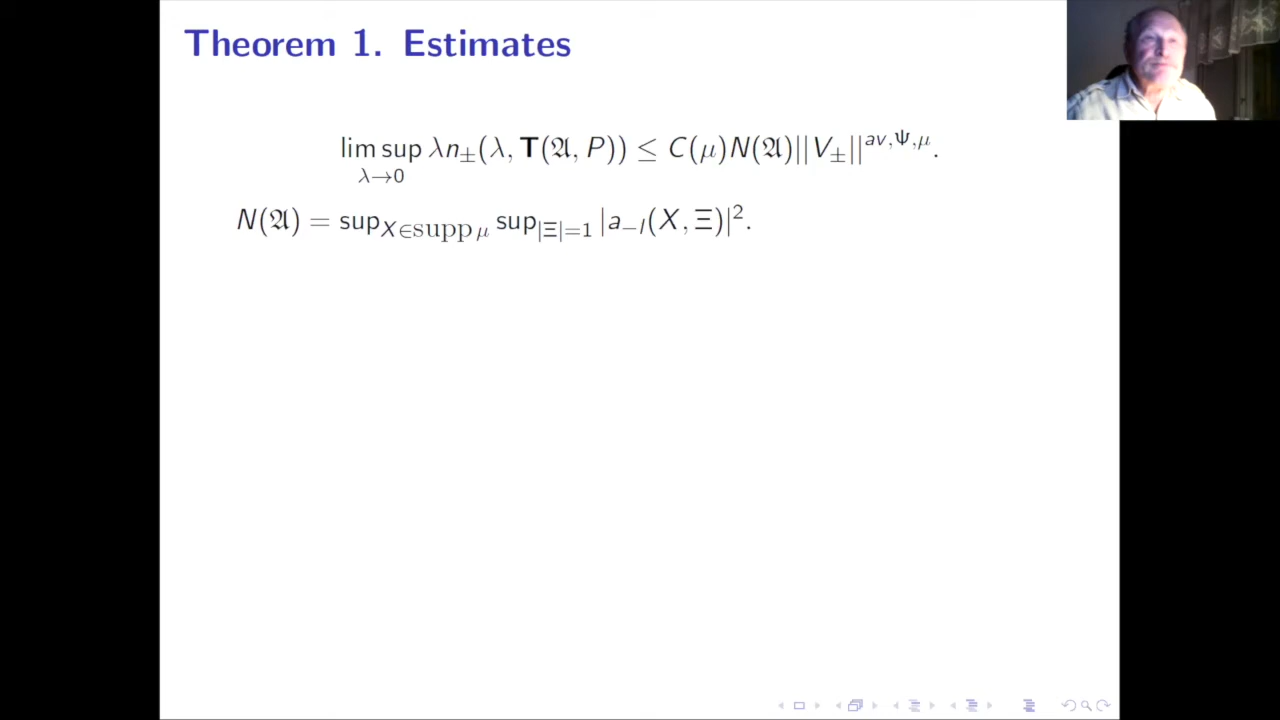 Theorem 1. Estimates
lim sup λn±(λ, T(𝔄, P)) ≤ C(μ)N(𝔄)||V±||^{av,Ψ,μ}.
λ→0
N(𝔄) = sup_{X∈supp μ} sup_{|Ξ|=1} |a_{−l}(X, Ξ)|².